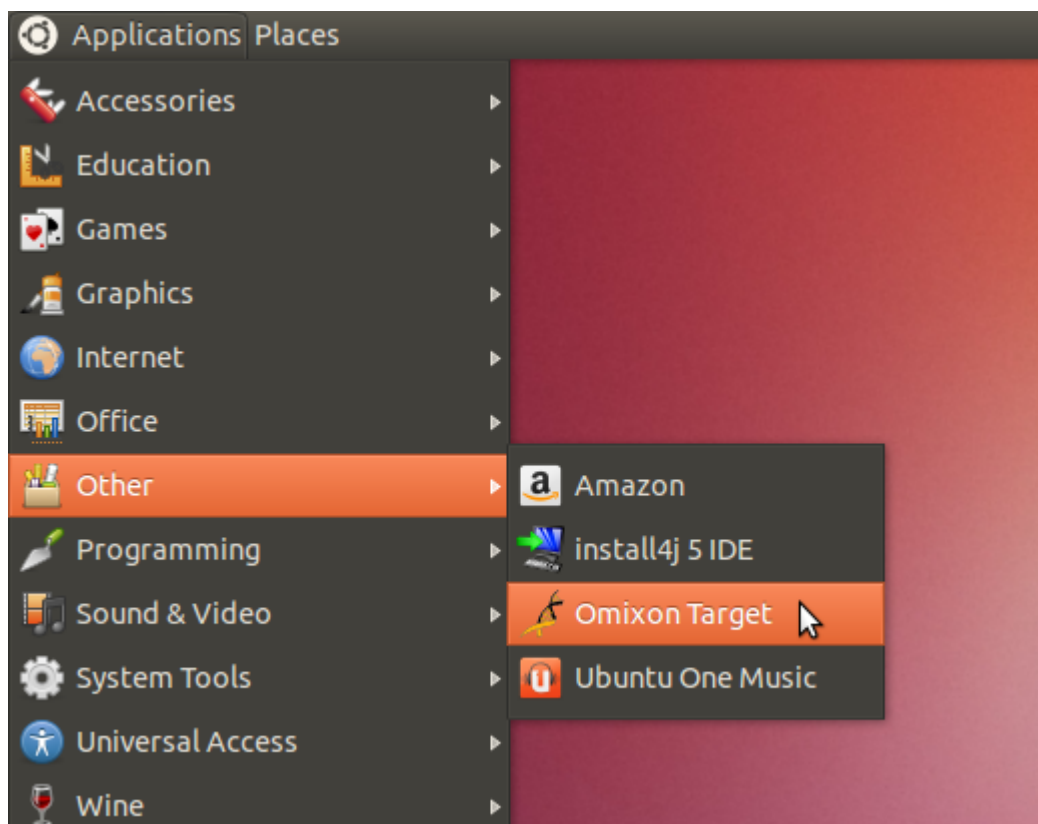 Applications Places
Accessories
Education
Games
Graphics
Internet
Office
Other
Programming
Sound & Video
System Tools
Universal Access
Wine
Amazon
install4j 5 IDE
Omixon Target
Ubuntu One Music